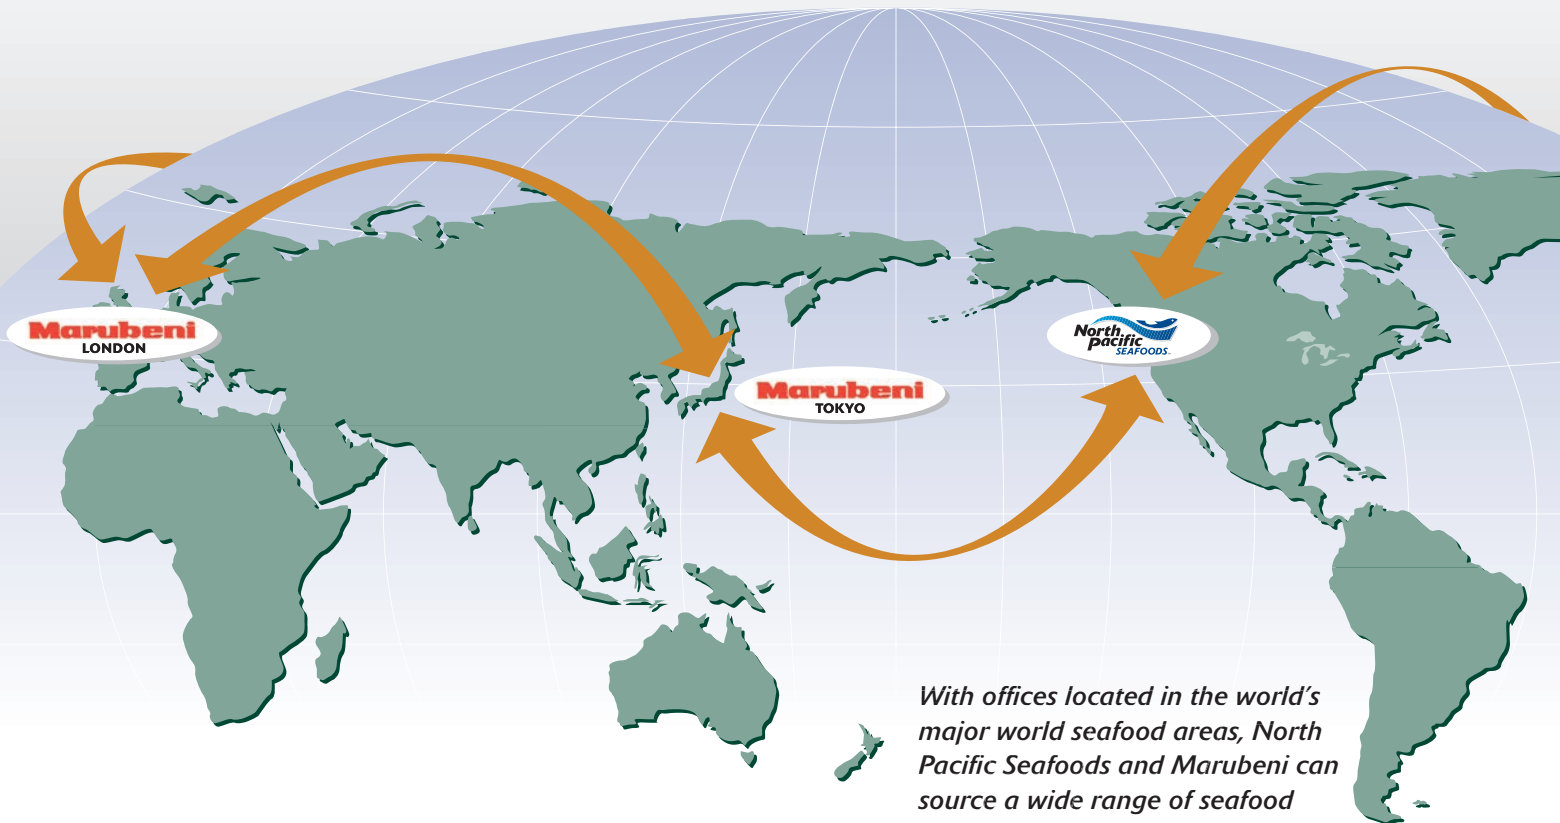 Marubeni
LONDON
North
Pacific
SEAFOODS
Marubeni
TOKYO
With offices located in the world's
major world seafood areas, North
Pacific Seafoods and Marubeni can
source a wide range of seafood